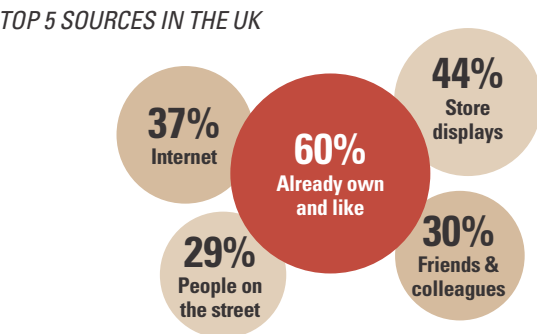 TOP 5 SOURCES IN THE UK
44%
Store
displays
37%
Internet
60%
Already own
and like
30%
Friends &
colleagues
29%
People on
the street